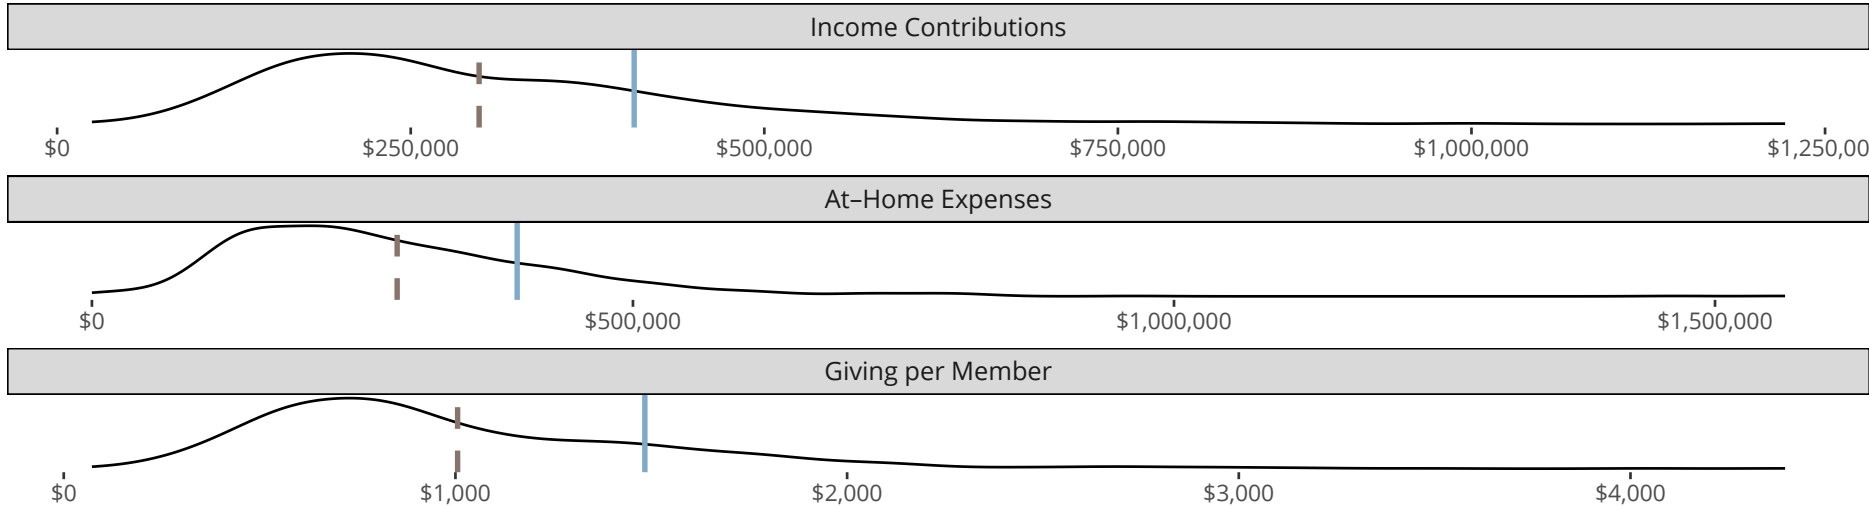 Income Contributions
$0 $250,000 $500,000 $750,000 $1,000,000 $1,250,00
At–Home Expenses
$0 $500,000 $1,000,000 $1,500,000
Giving per Member
$0 $1,000 $2,000 $3,000 $4,000